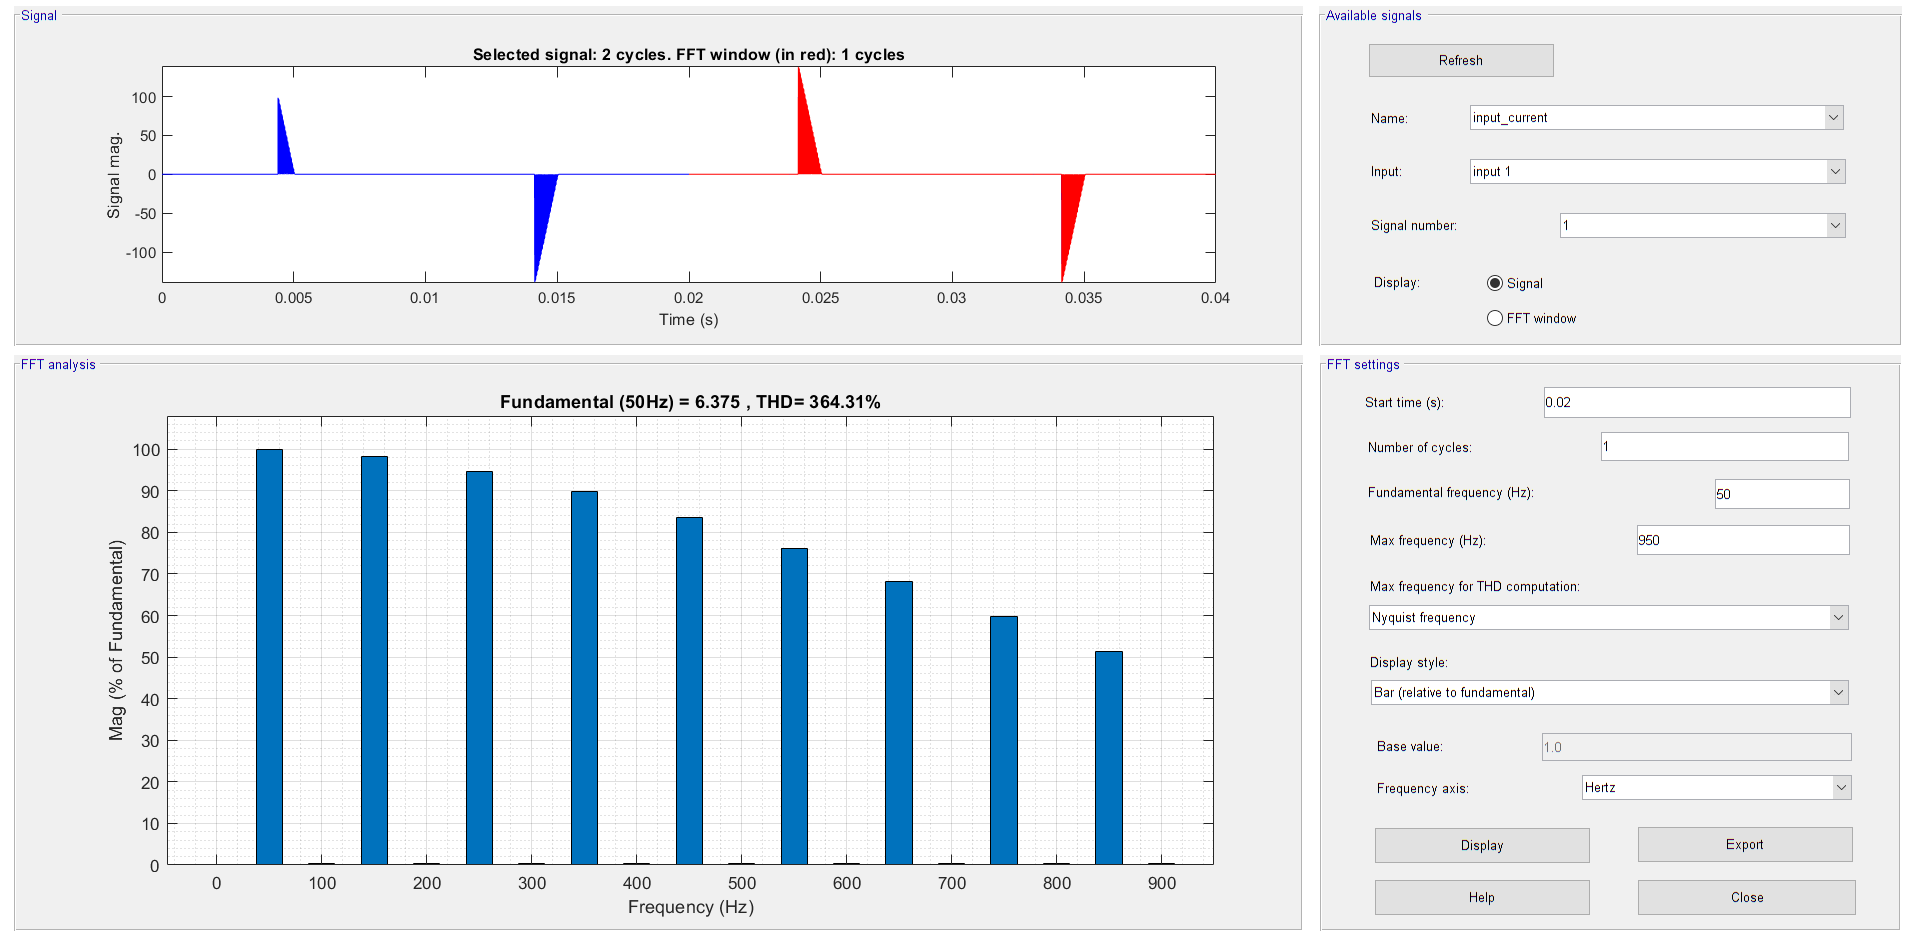 Signal
Selected signal: 2 cycles. FFT window (in red): 1 cycles
100
50
0
-50
-100
Signal mag.
0 0.005 0.01 0.015 0.02 0.025 0.03 0.035 0.04
Time (s)
Available signals
Refresh
Name: input_current
Input: input 1
Signal number: 1
Display: Signal
FFT window
FFT analysis
Fundamental (50Hz) = 6.375 , THD= 364.31%
100
90
80
70
60
50
40
30
20
10
0
Mag (% of Fundamental)
0 100 200 300 400 500 600 700 800 900
Frequency (Hz)
FFT settings
Start time (s): 0.02
Number of cycles: 1
Fundamental frequency (Hz): 50
Max frequency (Hz): 950
Max frequency for THD computation:
Nyquist frequency
Display style:
Bar (relative to fundamental)
Base value: 1.0
Frequency axis: Hertz
Display Export
Help Close